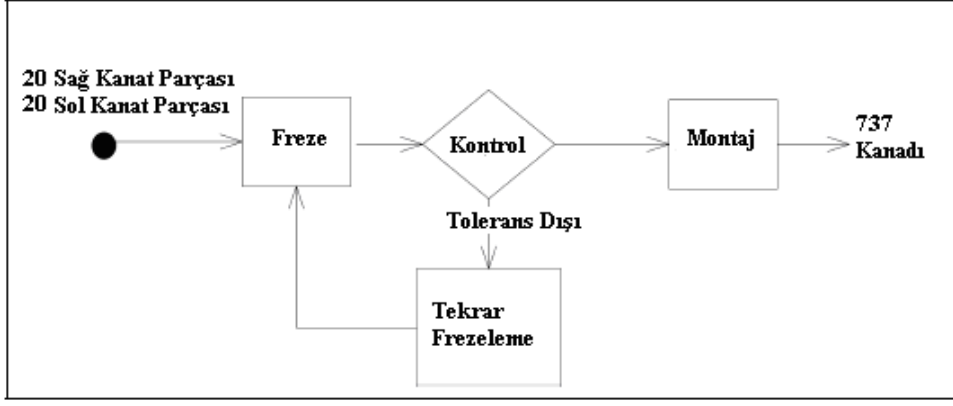 20 Sağ Kanat Parçası
20 Sol Kanat Parçası
Freze
Kontrol
Montaj
737
Kanadı
Tolerans Dışı
Tekrar
Frezeleme